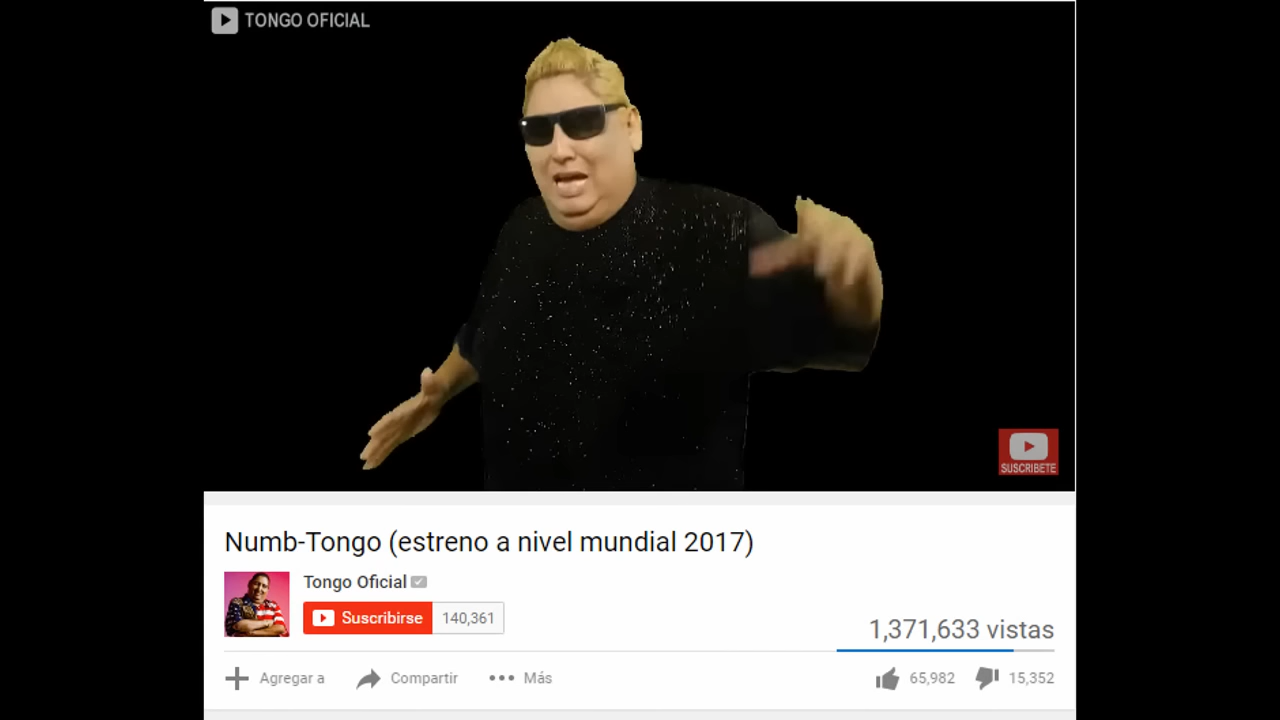 TONGO OFICIAL
SUSCRIBETE
Numb-Tongo (estreno a nivel mundial 2017)
Tongo Oficial
Suscribirse 140,361
1,371,633 vistas
Agregar a Compartir Más 65,982 15,352